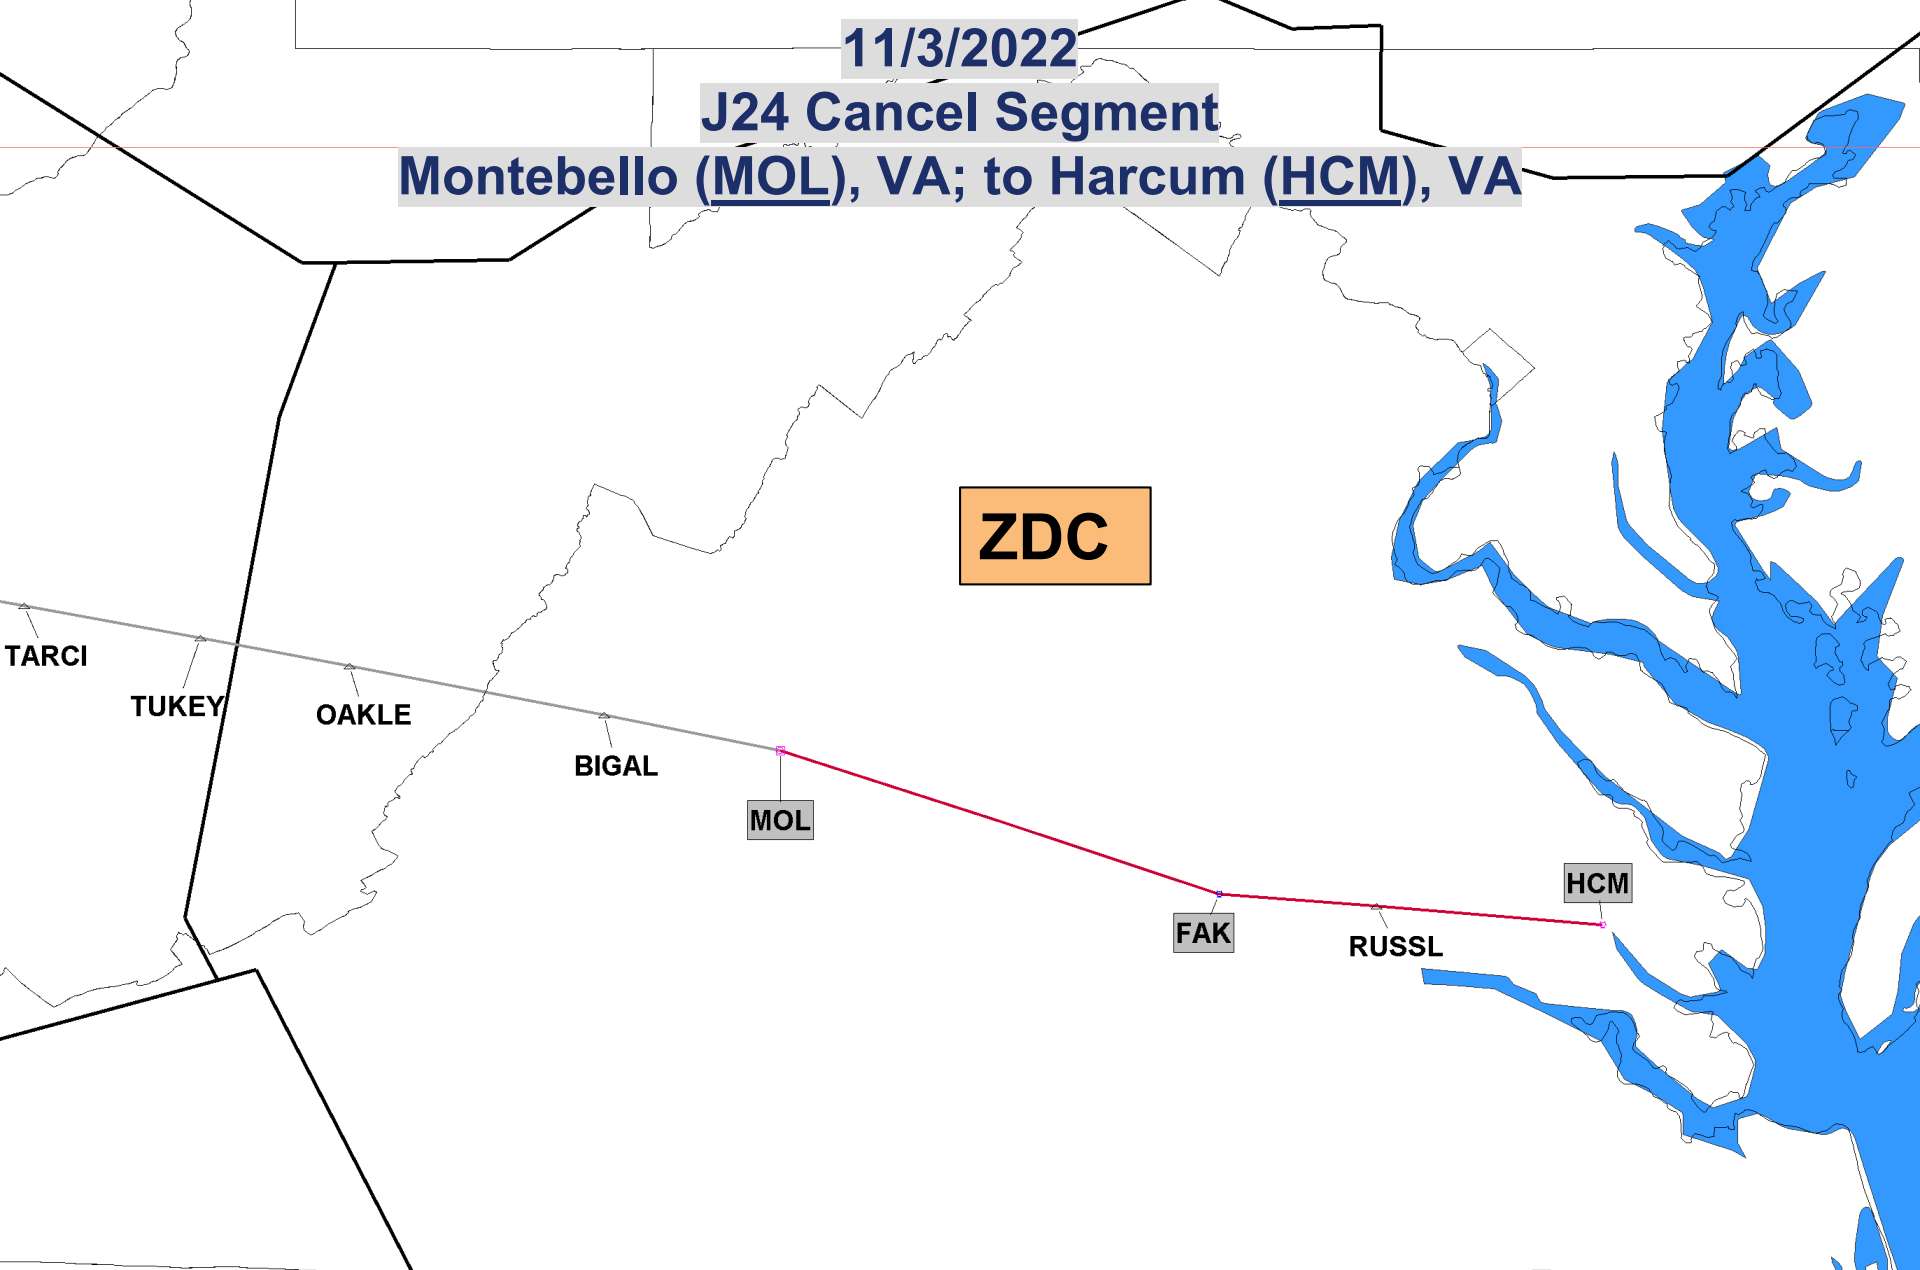 11/3/2022
J24 Cancel Segment
Montebello (MOL), VA; to Harcum (HCM), VA
ZDC
TARCI
TUKEY
OAKLE
BIGAL
MOL
HCM
FAK
RUSSL